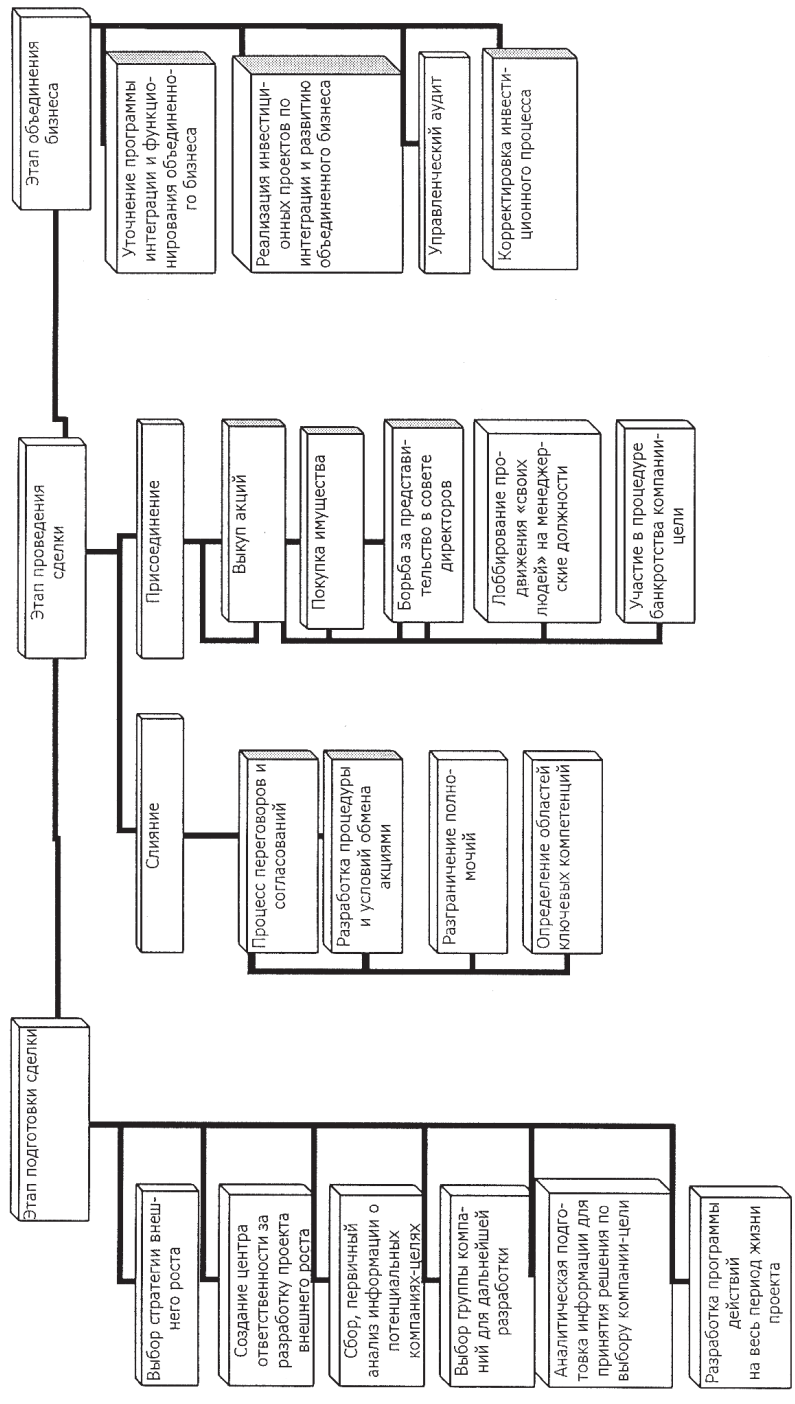 Этап подготовки сделки
Выбор стратегии внеш-
него роста
Создание центра
ответственности за
разработку проекта
внешнего роста
Сбор, первичный
анализ информации о
потенциальных
компаниях-целях
Выбор группы компа-
ний для дальнейшей
разработки
Аналитическая подго-
товка информации для
принятия решения по
выбору компании-цели
Разработка программы
действий
на весь период жизни
проекта
Этап проведения
сделки
Слияние
Процесс переговоров и
согласований
Разработка процедуры
и условий обмена
акциями
Разграничение полно-
мочий
Определение областей
ключевых компетенций
Присоединение
Выкуп акций
Покупка имущества
Борьба за представи-
тельство в совете
директоров
Лоббирование про-
движения «своих
людей» на менеджер-
ские должности
Участие в процедуре
банкротства компании-
цели
Этап объединения
бизнеса
Уточнение программы
интеграции и функцио-
нирования объединенно-
го бизнеса
Реализация инвестици-
онных проектов по
интеграции и развитию
объединенного бизнеса
Управленческий аудит
Корректировка инвести-
ционного процесса